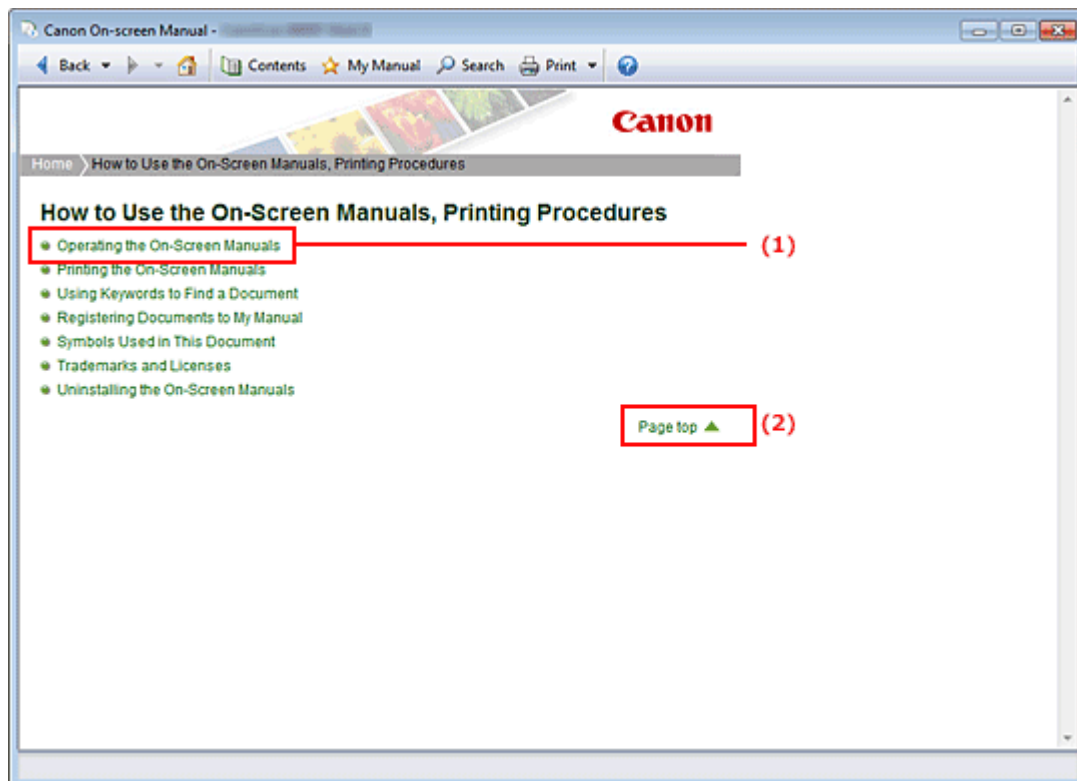 Canon On-screen Manual -
Back Contents My Manual Search Print
Canon
Home How to Use the On-Screen Manuals, Printing Procedures
How to Use the On-Screen Manuals, Printing Procedures
Operating the On-Screen Manuals (1)
Printing the On-Screen Manuals
Using Keywords to Find a Document
Registering Documents to My Manual
Symbols Used in This Document
Trademarks and Licenses
Uninstalling the On-Screen Manuals
Page top (2)